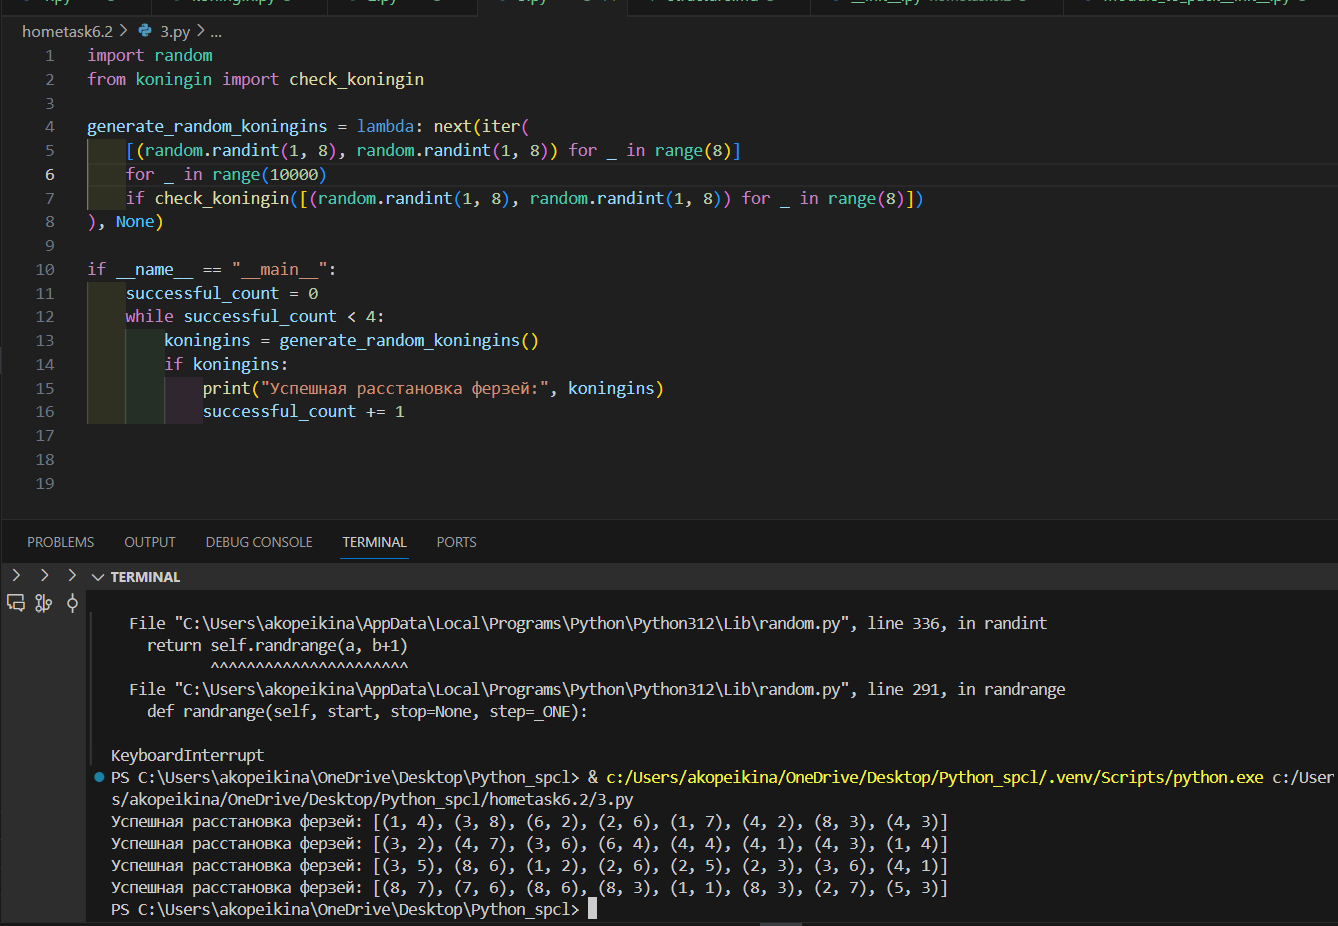 hometask6.2 > 3.py > ...
1 import random
2 from koningin import check_koningin
3
4 generate_random_koningins = lambda: next(iter(
5     [(random.randint(1, 8), random.randint(1, 8)) for _ in range(8)]
6     for _ in range(10000)
7     if check_koningin([(random.randint(1, 8), random.randint(1, 8)) for _ in range(8)])
8 ), None)
9
10 if __name__ == "__main__":
11     successful_count = 0
12     while successful_count < 4:
13         koningins = generate_random_koningins()
14         if koningins:
15             print("Успешная расстановка ферзей:", koningins)
16             successful_count += 1
17
18
19
PROBLEMS OUTPUT DEBUG CONSOLE TERMINAL PORTS
TERMINAL
File "C:\Users\akopeikina\AppData\Local\Programs\Python\Python312\Lib\random.py", line 336, in randint
return self.randrange(a, b+1)
^^^^^^^^^^^^^^^^^^^^^^
File "C:\Users\akopeikina\AppData\Local\Programs\Python\Python312\Lib\random.py", line 291, in randrange
def randrange(self, start, stop=None, step=_ONE):
KeyboardInterrupt
PS C:\Users\akopeikina\OneDrive\Desktop\Python_spcl> & c:/Users/akopeikina/OneDrive/Desktop/Python_spcl/.venv/Scripts/python.exe c:/User
s/akopeikina/OneDrive/Desktop/Python_spcl/hometask6.2/3.py
Успешная расстановка ферзей: [(1, 4), (3, 8), (6, 2), (2, 6), (1, 7), (4, 2), (8, 3), (4, 3)]
Успешная расстановка ферзей: [(3, 2), (4, 7), (3, 6), (6, 4), (4, 4), (4, 1), (4, 3), (1, 4)]
Успешная расстановка ферзей: [(3, 5), (8, 6), (1, 2), (2, 6), (2, 5), (2, 3), (3, 6), (4, 1)]
Успешная расстановка ферзей: [(8, 7), (7, 6), (8, 6), (8, 3), (1, 1), (8, 3), (2, 7), (5, 3)]
PS C:\Users\akopeikina\OneDrive\Desktop\Python_spcl>